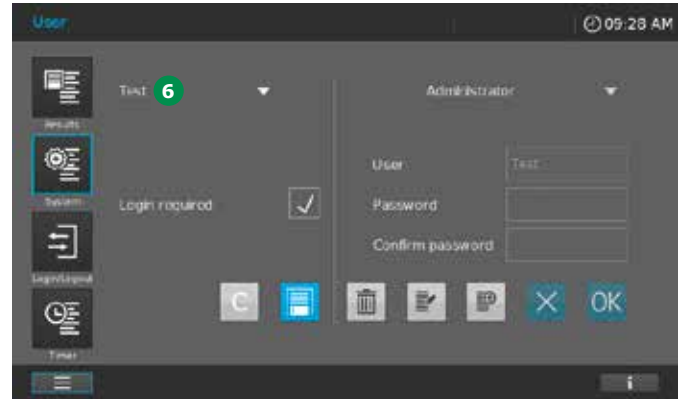 User
09:28 AM
Test 6
Administrator
Results
User
Test
System
Login required
Password
Confirm password
Login/Logout
C
OK
Timer
i